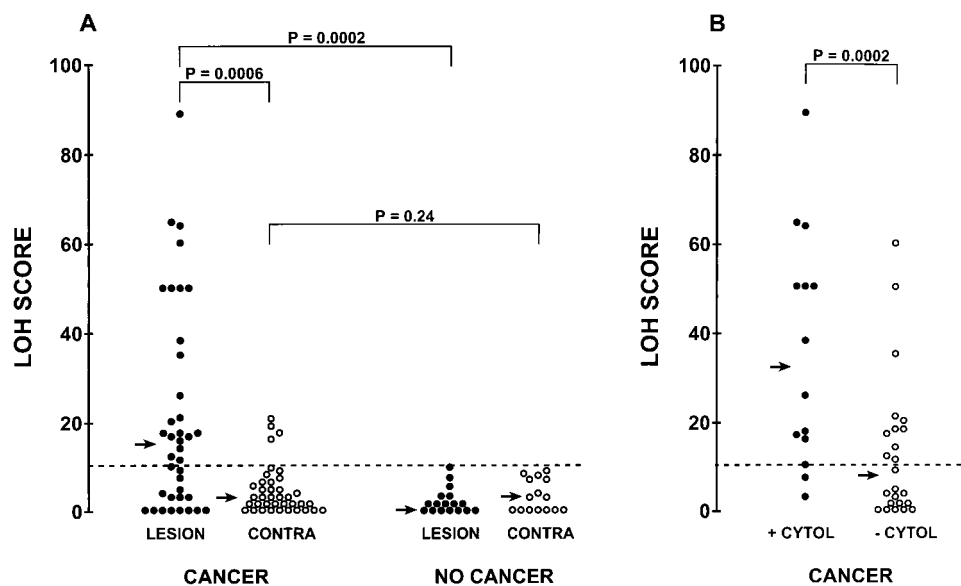 A
B
P = 0.0002
P = 0.0006
P = 0.24
P = 0.0002
LOH SCORE
100
80
60
40
20
0
LESION
CONTRA
LESION
CONTRA
CANCER
NO CANCER
LOH SCORE
100
80
60
40
20
0
+ CYTOL
- CYTOL
CANCER